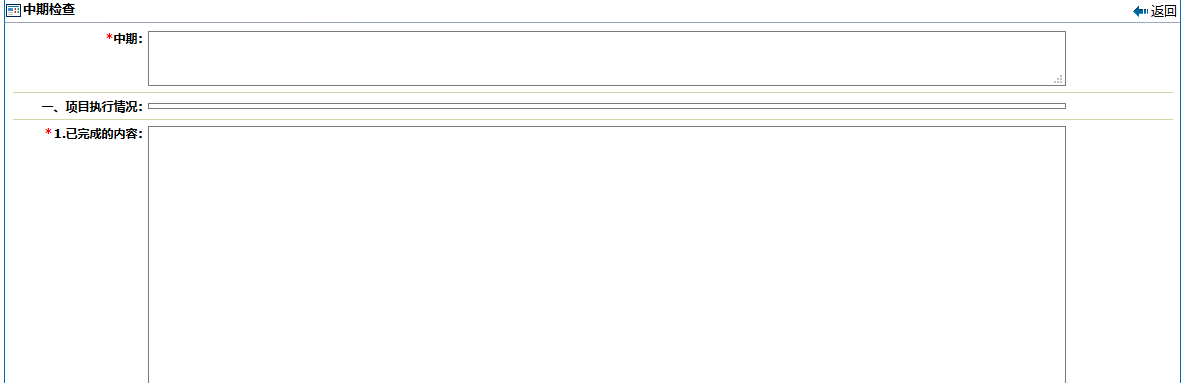 中期检查
返回
*中期：
一、项目执行情况：
*1.已完成的内容：